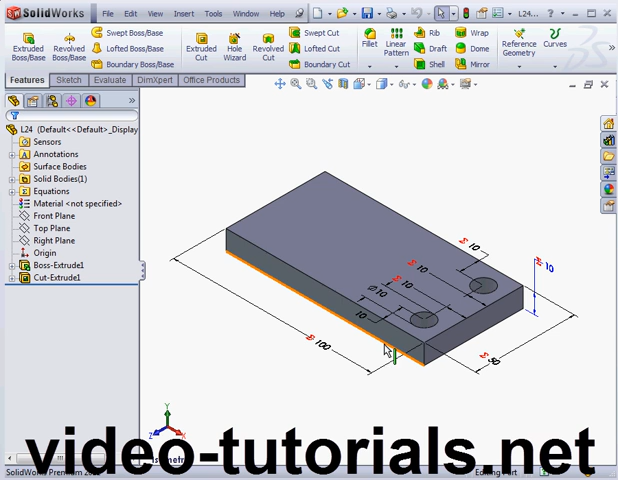 SolidWorks File Edit View Insert Tools Window L24...
Extruded Boss/Base
Revolved Boss/Base
Swept Boss/Base
Lofted Boss/Base
Boundary Boss/Base
Extruded Cut
Hole Wizard
Revolved Cut
Swept Cut
Lofted Cut
Boundary Cut
Fillet
Linear Pattern
Rib
Draft
Shell
Wrap
Dome
Mirror
Reference Geometry
Curves
Features Sketch Evaluate DimXpert Office Products
L24 (Default<<Default>_Display
Sensors
Annotations
Surface Bodies
Solid Bodies(1)
Equations
Material <not specified>
Front Plane
Top Plane
Right Plane
Origin
Boss-Extrude1
Cut-Extrude1
Σ 10
Σ 10
Σ 10
⌀10
10
10
100
Σ 50
Y
Z
X
video-tutorials.net
SolidWorks Premium
Editing Part